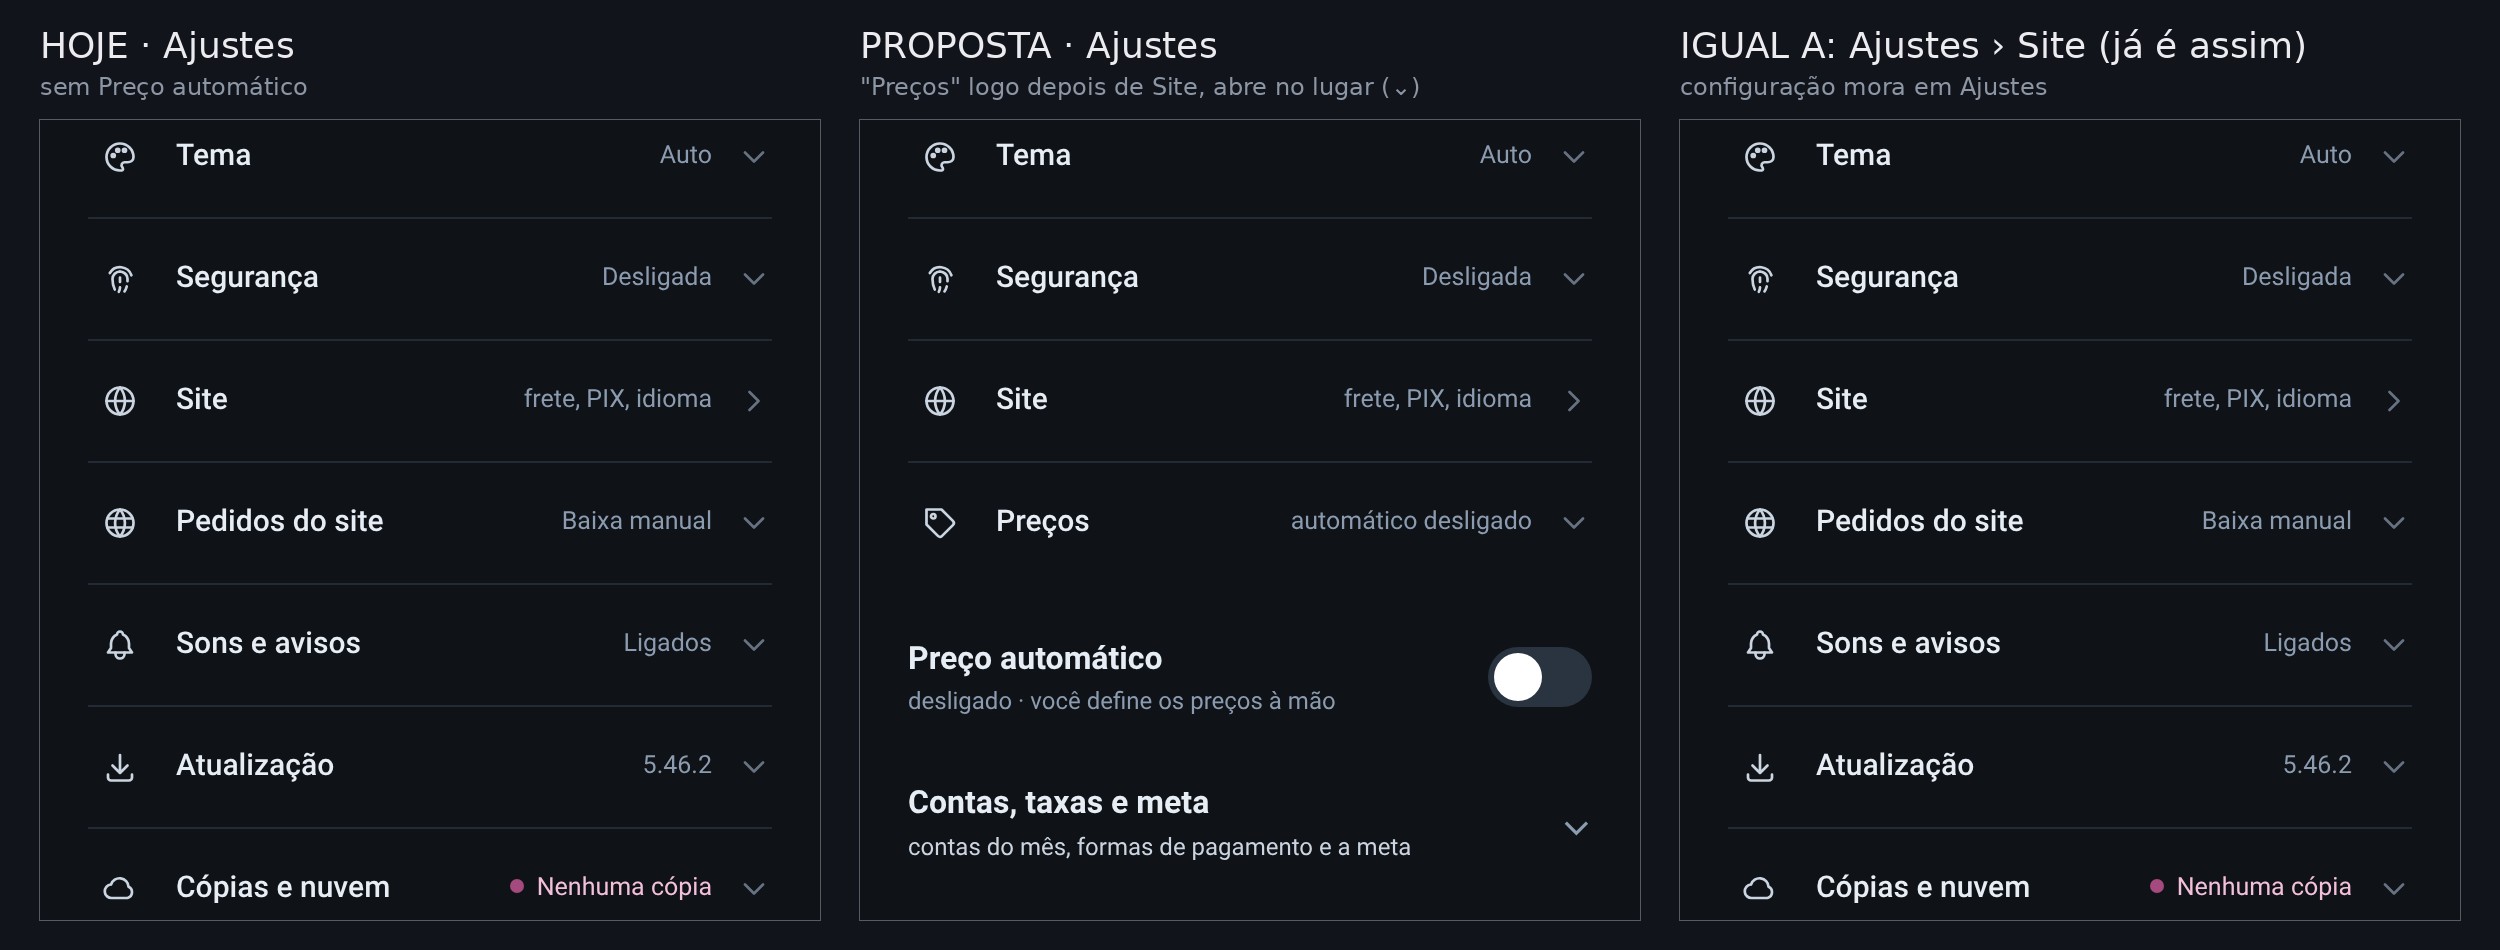 HOJE · Ajustes
sem Preço automático
Tema Auto
Segurança Desligada
Site frete, PIX, idioma
Pedidos do site Baixa manual
Sons e avisos Ligados
Atualização 5.46.2
Cópias e nuvem Nenhuma cópia
PROPOSTA · Ajustes
"Preços" logo depois de Site, abre no lugar (⌄)
Tema Auto
Segurança Desligada
Site frete, PIX, idioma
Preços automático desligado
Preço automático
desligado · você define os preços à mão
Contas, taxas e meta
contas do mês, formas de pagamento e a meta
IGUAL A: Ajustes › Site (já é assim)
configuração mora em Ajustes
Tema Auto
Segurança Desligada
Site frete, PIX, idioma
Pedidos do site Baixa manual
Sons e avisos Ligados
Atualização 5.46.2
Cópias e nuvem Nenhuma cópia